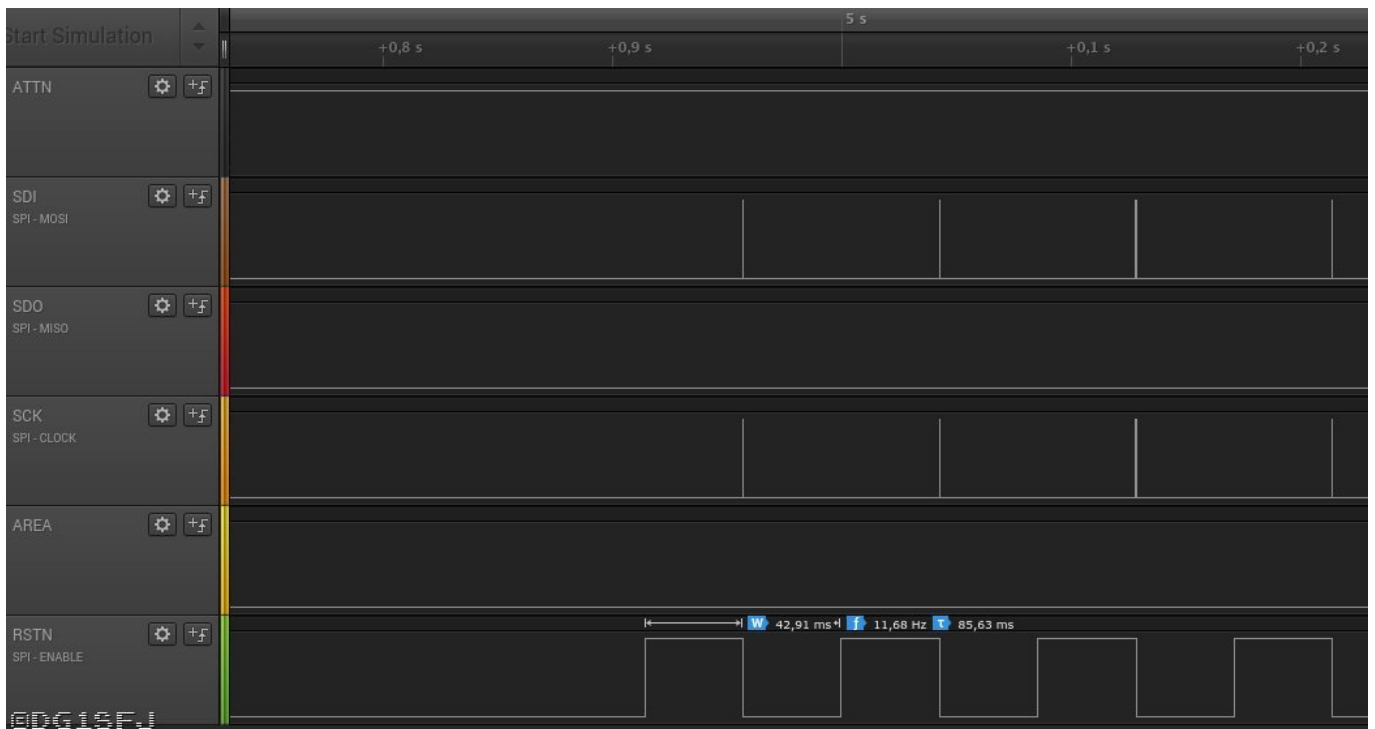 Start Simulation
5 s
+0,8 s
+0,9 s
+0,1 s
+0,2 s
ATTN
SDI
SPI - MOSI
SDO
SPI - MISO
SCK
SPI - CLOCK
AREA
RSTN
W 42,91 ms f 11,68 Hz T 85,63 ms
SPI - ENABLE
@DG1SFJ